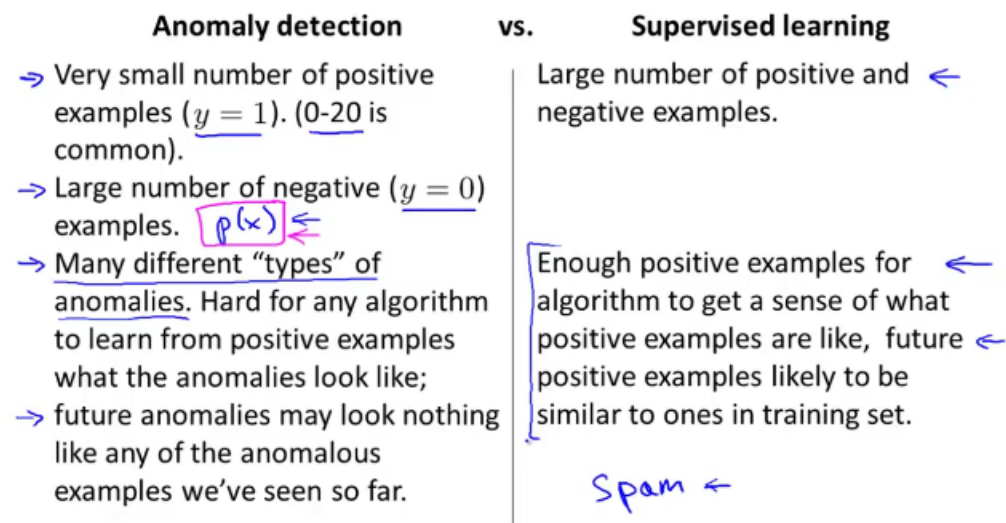 Anomaly detection vs. Supervised learning
Very small number of positive
examples (y = 1). (0-20 is
common).
Large number of negative (y = 0)
examples. p(x)
Many different “types” of
anomalies. Hard for any algorithm
to learn from positive examples
what the anomalies look like;
future anomalies may look nothing
like any of the anomalous
examples we’ve seen so far.
Large number of positive and
negative examples.
Enough positive examples for
algorithm to get a sense of what
positive examples are like, future
positive examples likely to be
similar to ones in training set.
Spam